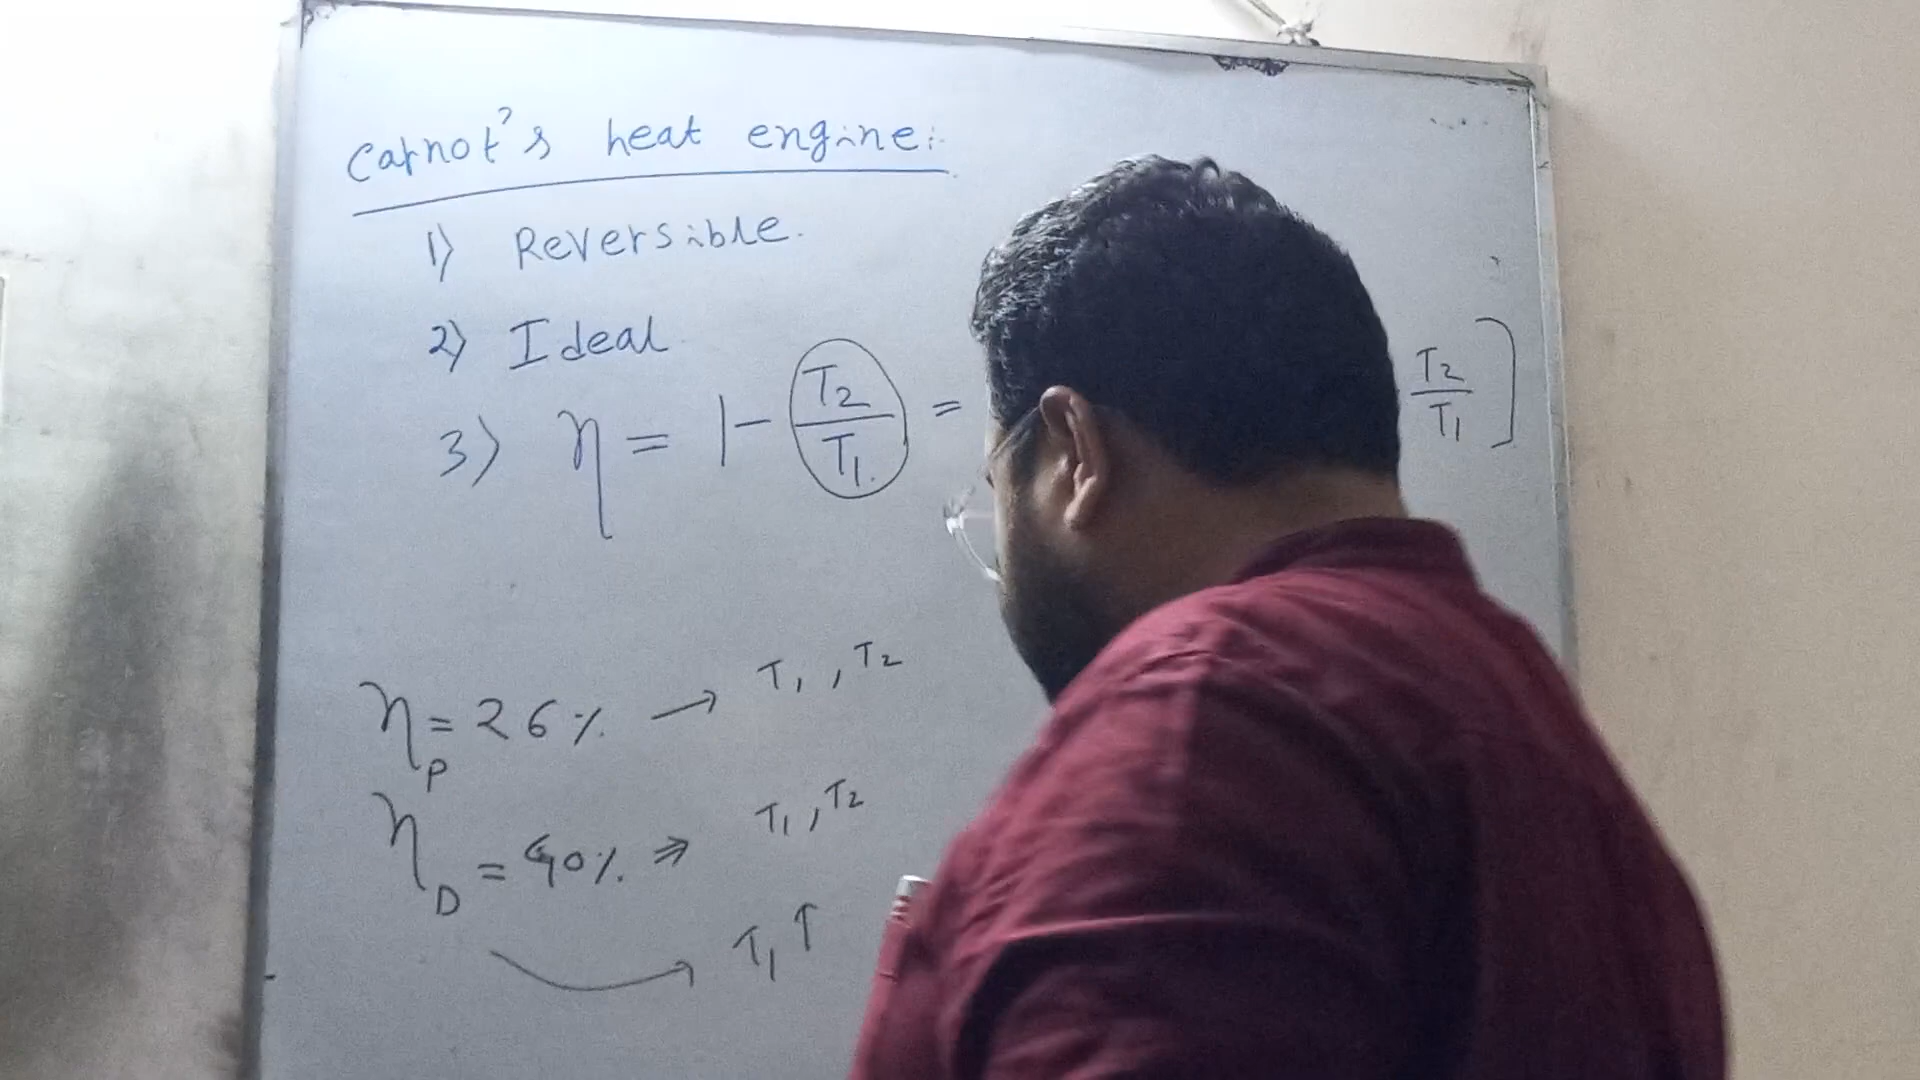 Carnot's heat engine:
1) Reversible.
2) Ideal
3) η = 1 - T2/T1 = T2/T1 ]
ηP = 26% → T1, T2
ηD = 40% ⇒ T1, T2
→ T1 ↑